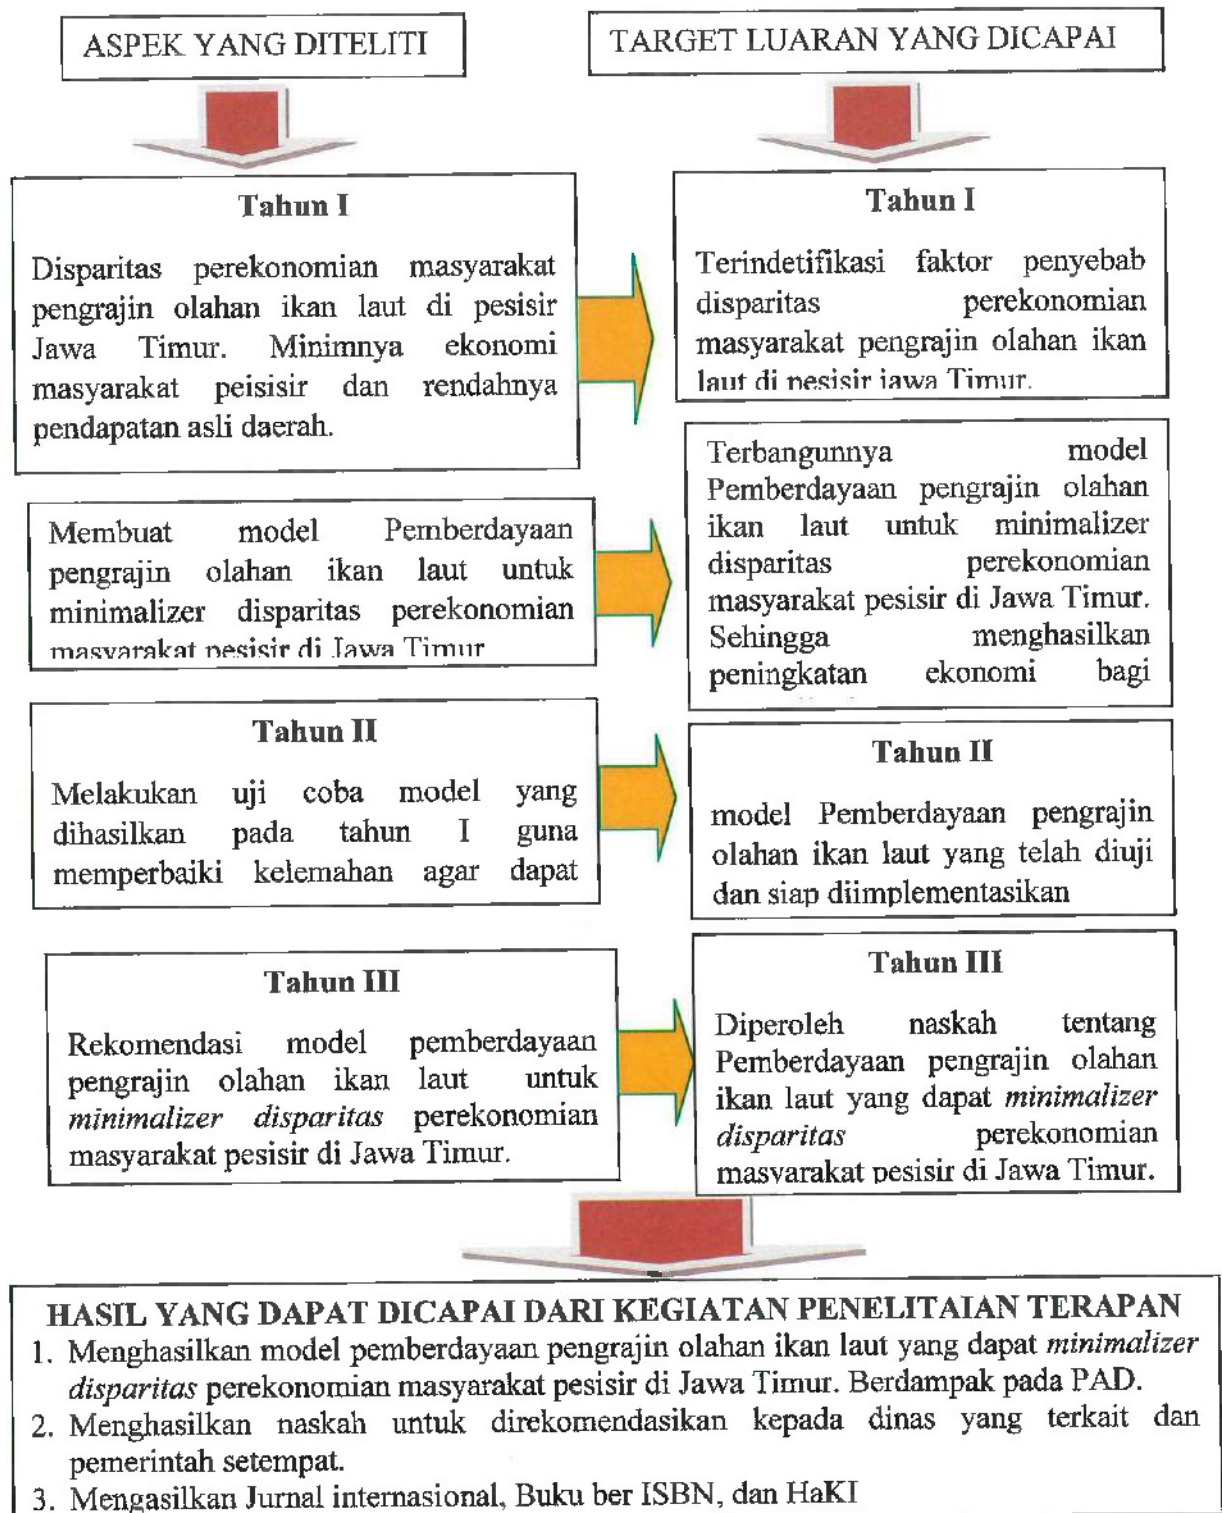 ASPEK YANG DITELITI
TARGET LUARAN YANG DICAPAI
Tahun I
Disparitas perekonomian masyarakat
pengrajin olahan ikan laut di pesisir
Jawa Timur. Minimnya ekonomi
masyarakat peisisir dan rendahnya
pendapatan asli daerah.
Tahun I
Terindetifikasi faktor penyebab
disparitas perekonomian
masyarakat pengrajin olahan ikan
laut di pesisir jawa Timur.
Membuat model Pemberdayaan
pengrajin olahan ikan laut untuk
minimalizer disparitas perekonomian
masyarakat pesisir di Jawa Timur
Terbangunnya model
Pemberdayaan pengrajin olahan
ikan laut untuk minimalizer
disparitas perekonomian
masyarakat pesisir di Jawa Timur.
Sehingga menghasilkan
peningkatan ekonomi bagi
Tahun II
Melakukan uji coba model yang
dihasilkan pada tahun I guna
memperbaiki kelemahan agar dapat
Tahun II
model Pemberdayaan pengrajin
olahan ikan laut yang telah diuji
dan siap diimplementasikan
Tahun III
Rekomendasi model pemberdayaan
pengrajin olahan ikan laut untuk
minimalizer disparitas perekonomian
masyarakat pesisir di Jawa Timur.
Tahun III
Diperoleh naskah tentang
Pemberdayaan pengrajin olahan
ikan laut yang dapat minimalizer
disparitas perekonomian
masyarakat pesisir di Jawa Timur.
HASIL YANG DAPAT DICAPAI DARI KEGIATAN PENELITAIAN TERAPAN
1. Menghasilkan model pemberdayaan pengrajin olahan ikan laut yang dapat minimalizer
disparitas perekonomian masyarakat pesisir di Jawa Timur. Berdampak pada PAD.
2. Menghasilkan naskah untuk direkomendasikan kepada dinas yang terkait dan
pemerintah setempat.
3. Mengasilkan Jurnal internasional, Buku ber ISBN, dan HaKI